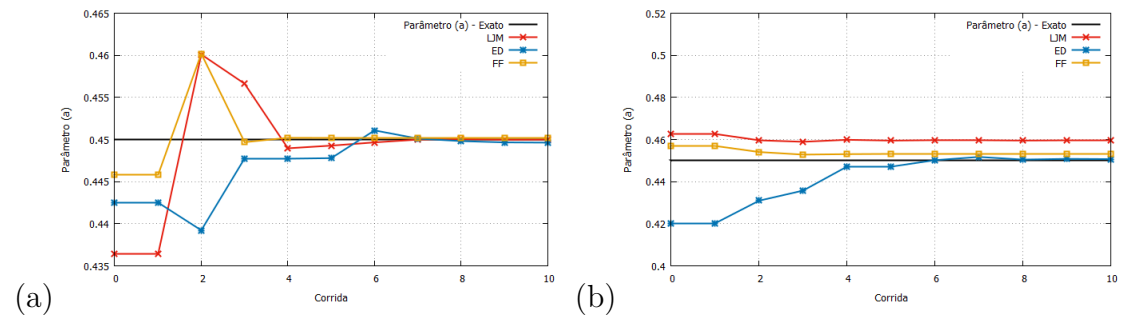 0.465
0.46
0.455
0.45
0.445
0.44
0.435
Parâmetro (a)
Parâmetro (a) - Exato
LJM
ED
FF
0 2 4 6 8 10
Corrida
(a)
0.52
0.5
0.48
0.46
0.44
0.42
0.4
Parâmetro (a)
Parâmetro (a) - Exato
LJM
ED
FF
0 2 4 6 8 10
Corrida
(b)